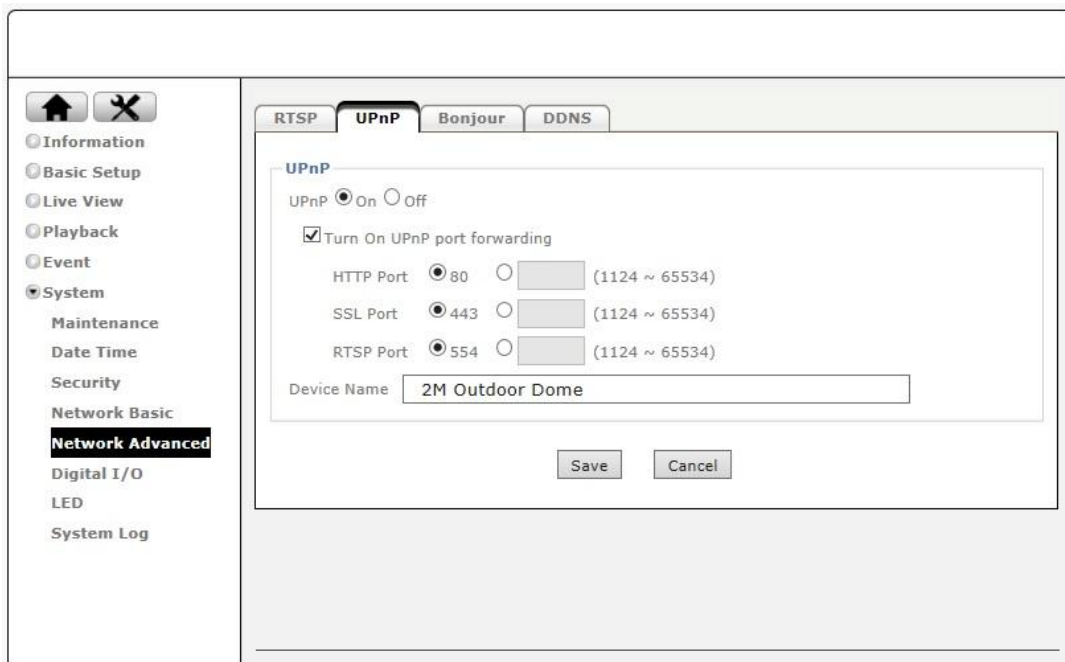 Information
Basic Setup
Live View
Playback
Event
System
Maintenance
Date Time
Security
Network Basic
Network Advanced
Digital I/O
LED
System Log
RTSP UPnP Bonjour DDNS
UPnP
UPnP On Off
Turn On UPnP port forwarding
HTTP Port 80 (1124 ~ 65534)
SSL Port 443 (1124 ~ 65534)
RTSP Port 554 (1124 ~ 65534)
Device Name 2M Outdoor Dome
Save Cancel